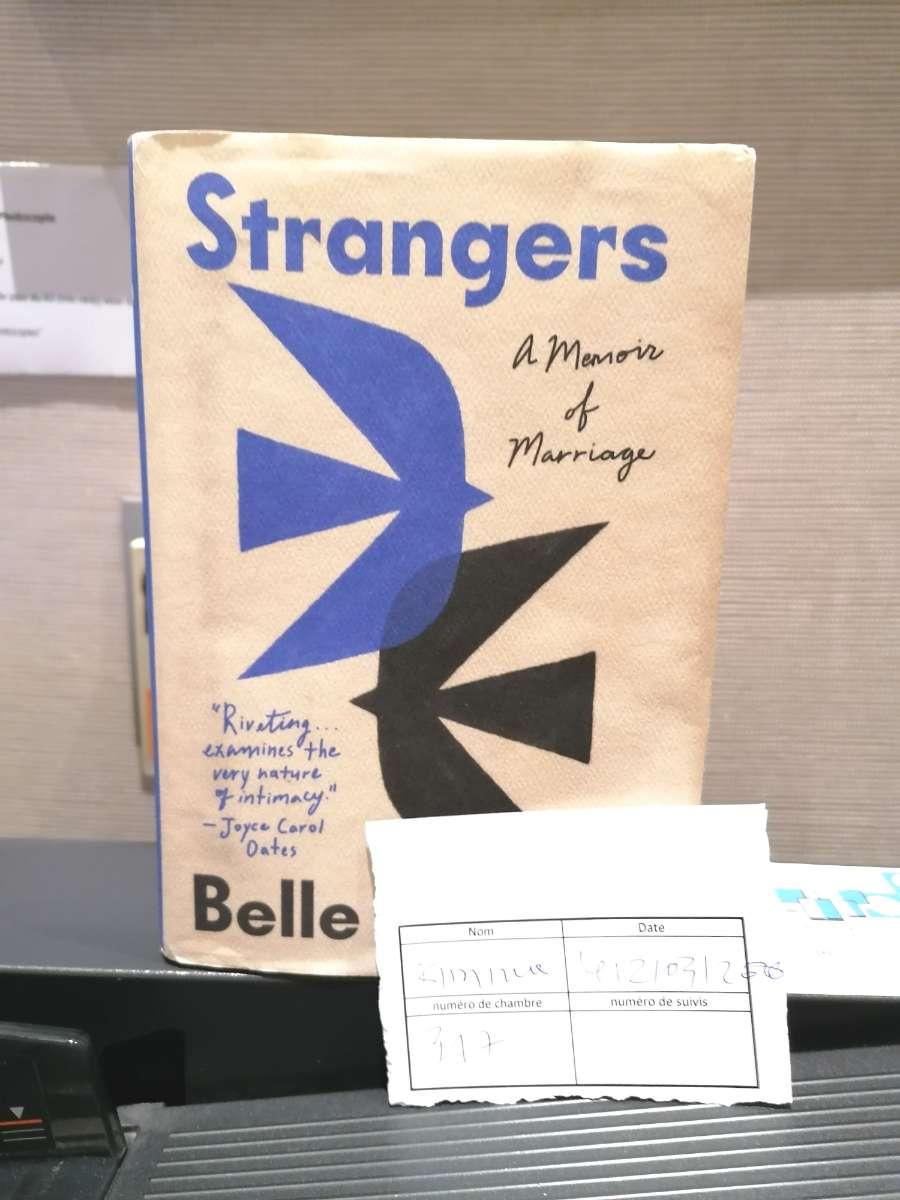 Strangers
A Memoir
of
Marriage
"Riveting...
examines the
very nature
of intimacy."
—Joyce Carol
Oates
Belle
Nom
Date
numéro de chambre
numéro de suivis
317